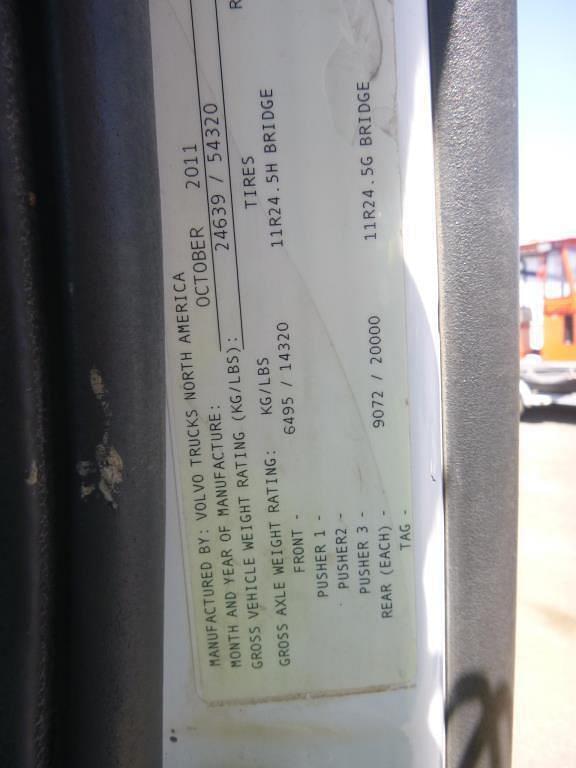 MANUFACTURED BY: VOLVO TRUCKS NORTH AMERICA
MONTH AND YEAR OF MANUFACTURE: OCTOBER 2011
GROSS VEHICLE WEIGHT RATING (KG/LBS): 24639 / 54320
GROSS AXLE WEIGHT RATING: KG/LBS TIRES
FRONT - 6495 / 14320 11R24.5H BRIDGE
PUSHER 1 -
PUSHER2 -
PUSHER 3 -
REAR (EACH) - 9072 / 20000 11R24.5G BRIDGE
TAG -